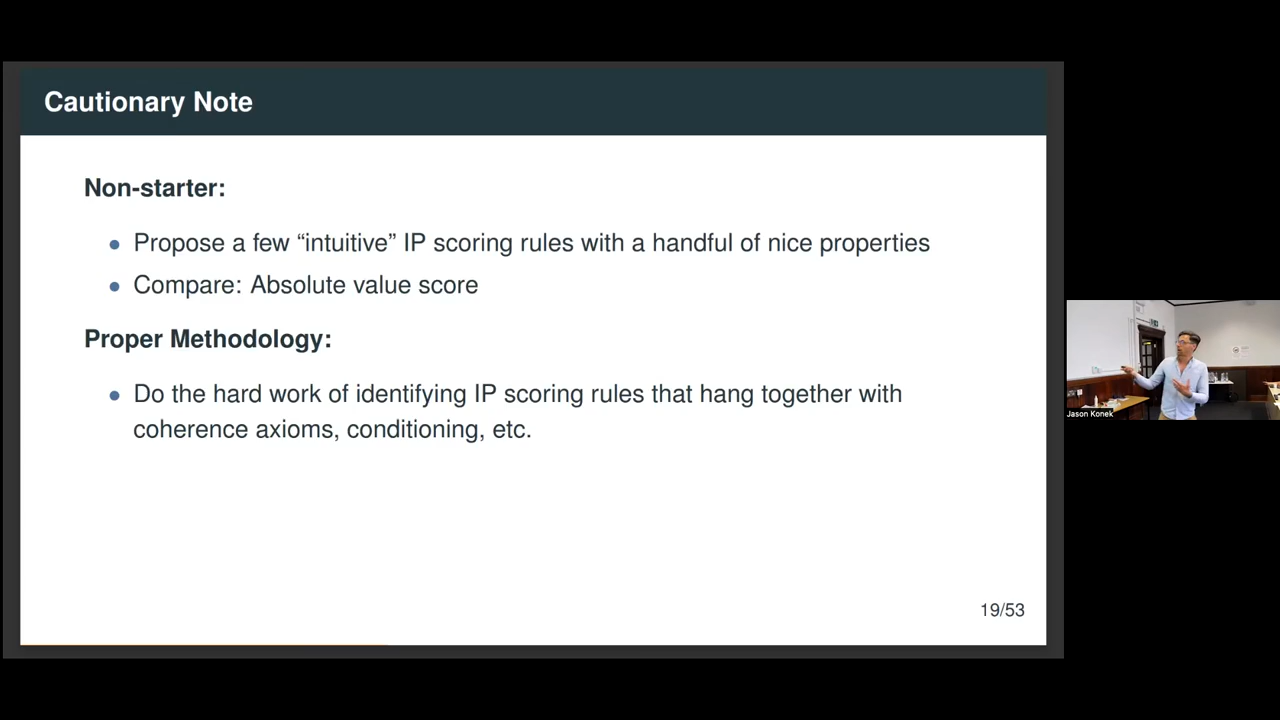 Cautionary Note
Non-starter:
• Propose a few “intuitive” IP scoring rules with a handful of nice properties
• Compare: Absolute value score
Proper Methodology:
• Do the hard work of identifying IP scoring rules that hang together with
coherence axioms, conditioning, etc.
19/53
Jason Konek